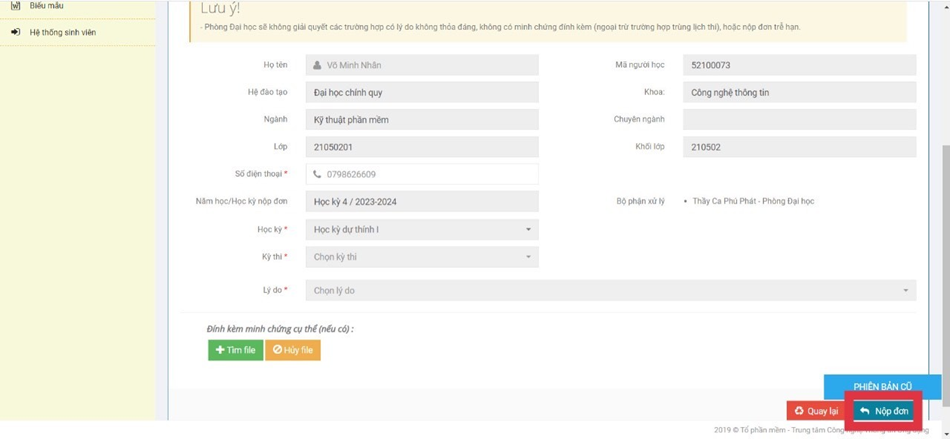 Biểu mẫu
Hệ thống sinh viên
Lưu ý!
- Phòng Đại học sẽ không giải quyết các trường hợp có lý do không thỏa đáng, không có minh chứng đính kèm (ngoại trừ trường hợp trùng lịch thi), hoặc nộp đơn trễ hạn.
Họ tên Võ Minh Nhân Mã người học 52100073
Hệ đào tạo Đại học chính quy Khoa: Công nghệ thông tin
Ngành Kỹ thuật phần mềm Chuyên ngành
Lớp 21050201 Khối lớp 210502
Số điện thoại * 0798626609
Năm học/Học kỳ nộp đơn Học kỳ 4 / 2023-2024 Bộ phận xử lý • Thầy Ca Phù Phát - Phòng Đại học
Học kỳ * Học kỳ dự thính I
Kỳ thi * Chọn kỳ thi
Lý do * Chọn lý do
Đính kèm minh chứng cụ thể (nếu có) :
Tìm file Hủy file
PHIÊN BẢN CŨ
Quay lại Nộp đơn
2019 © Tổ phần mềm - Trung tâm Công